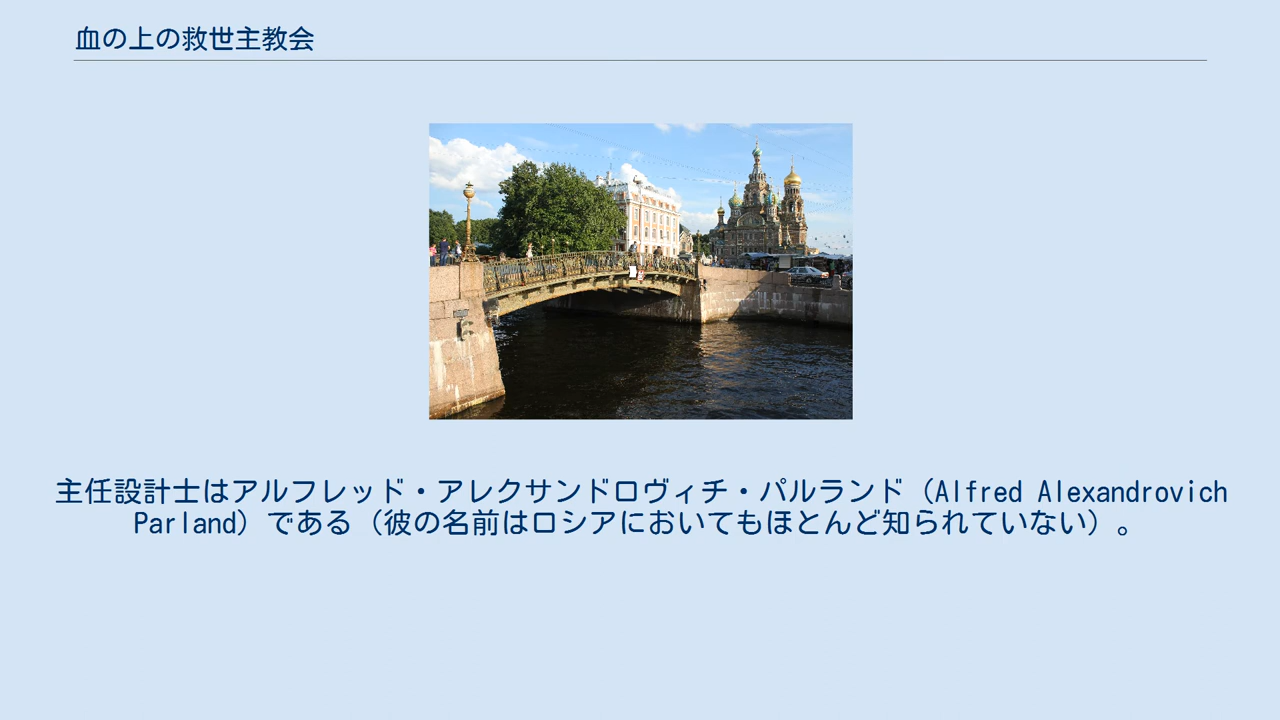 血の上の救世主教会
主任設計士はアルフレッド・アレクサンドロヴィチ・パルランド（Alfred Alexandrovich
Parland）である（彼の名前はロシアにおいてもほとんど知られていない）。